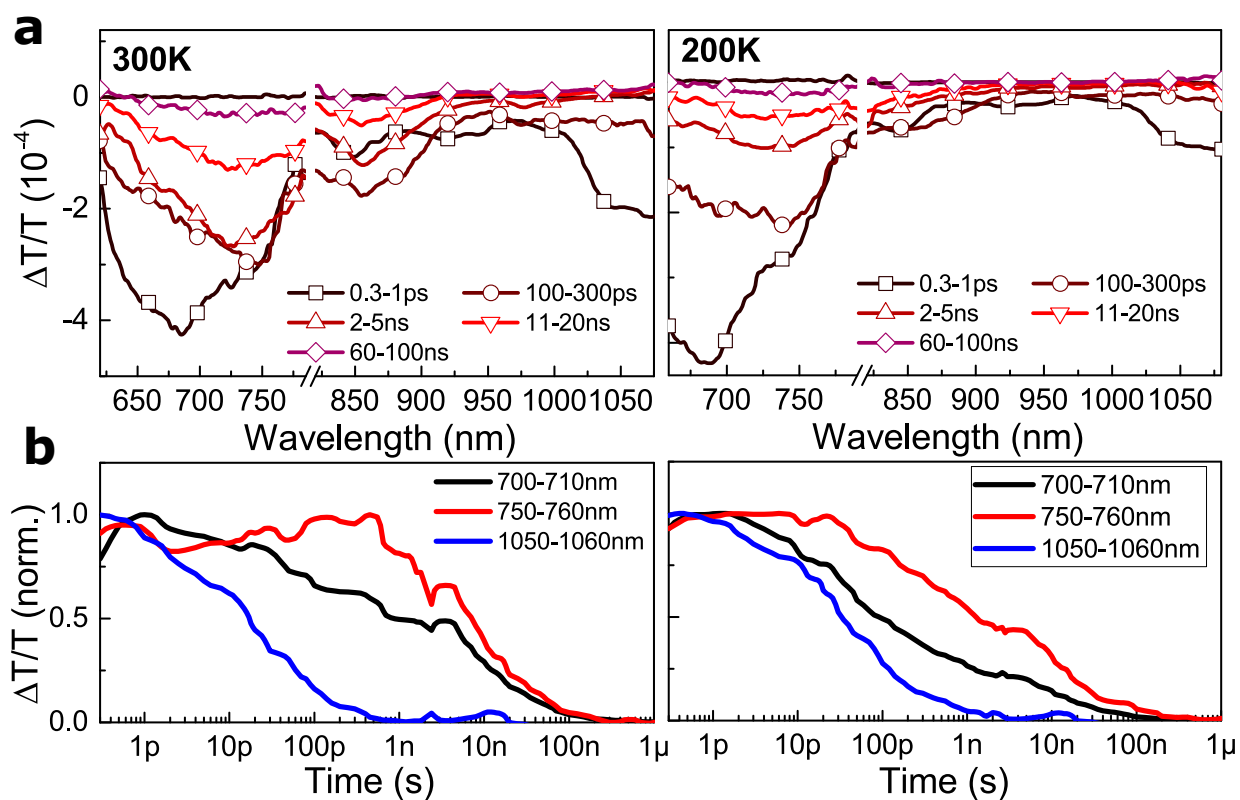 a
300K
200K
0
-2
-4
ΔT/T (10⁻⁴)
0.3-1ps
100-300ps
2-5ns
11-20ns
60-100ns
0.3-1ps
100-300ps
2-5ns
11-20ns
60-100ns
650 700 750 850 900 950 1000 1050
700 750 850 900 950 1000 1050
Wavelength (nm)
Wavelength (nm)
b
700-710nm
750-760nm
1050-1060nm
700-710nm
750-760nm
1050-1060nm
1.0
0.5
0.0
ΔT/T (norm.)
1p 10p 100p 1n 10n 100n 1µ
1p 10p 100p 1n 10n 100n 1µ
Time (s)
Time (s)